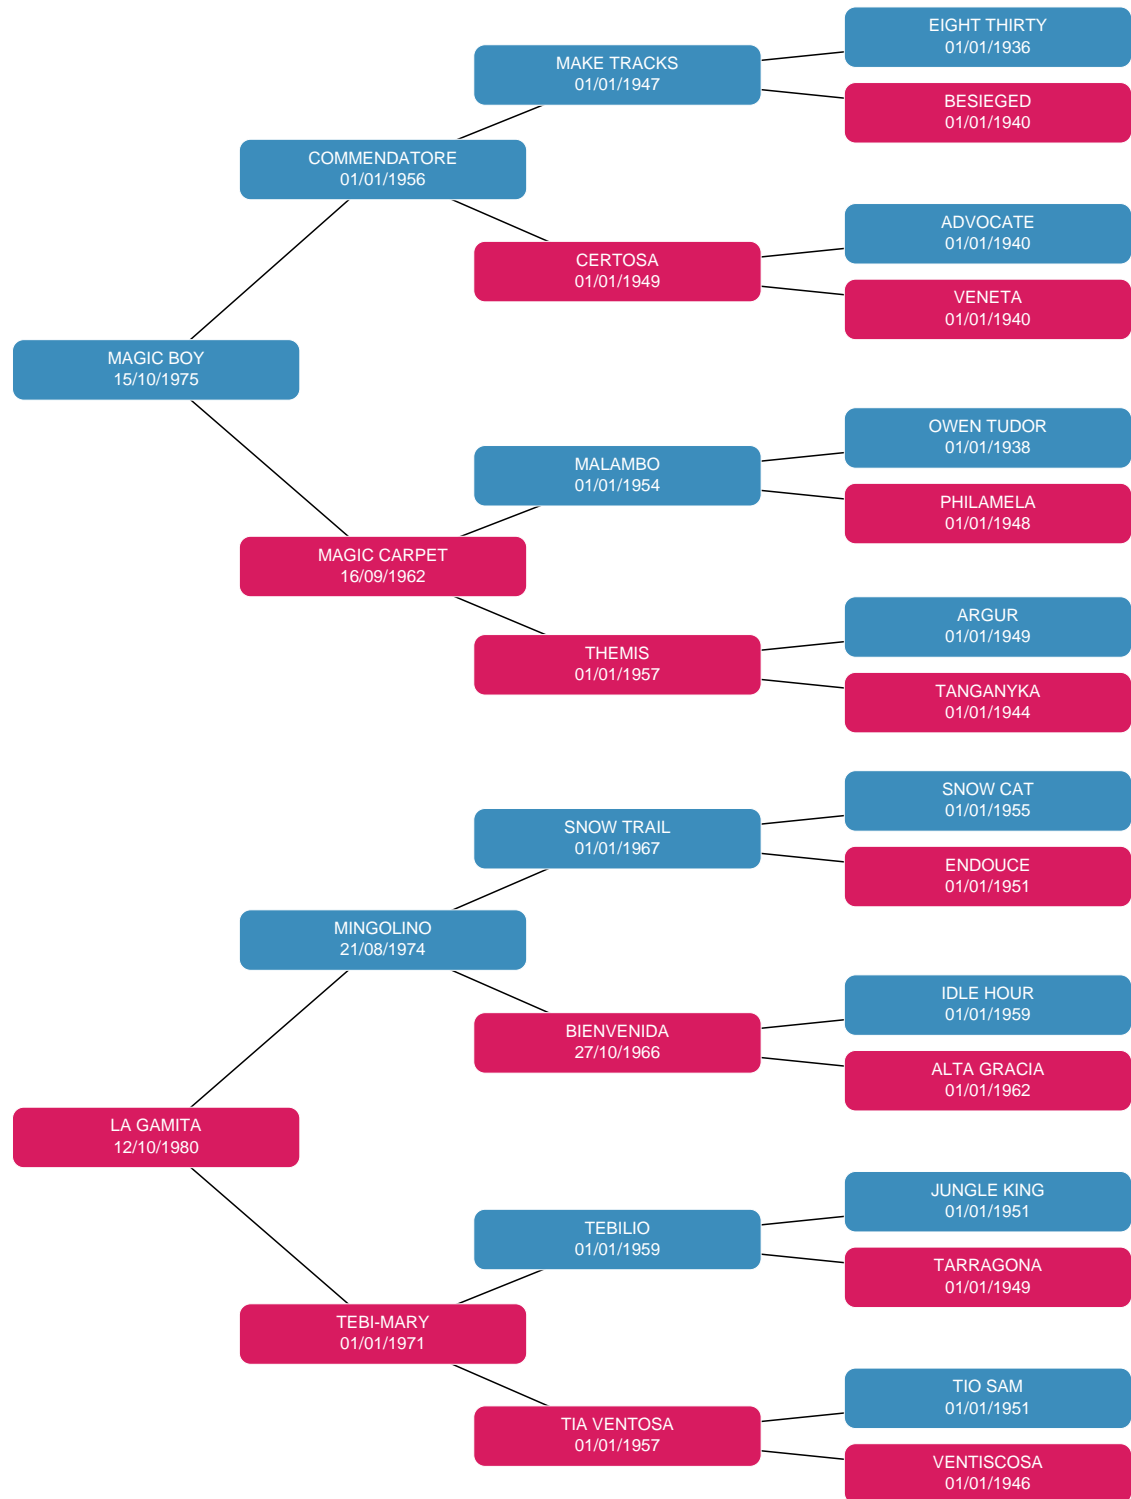 EIGHT THIRTY
01/01/1936
MAKE TRACKS
01/01/1947
BESIEGED
01/01/1940
COMMENDATORE
01/01/1956
ADVOCATE
01/01/1940
CERTOSA
01/01/1949
VENETA
01/01/1940
MAGIC BOY
15/10/1975
OWEN TUDOR
01/01/1938
MALAMBO
01/01/1954
PHILAMELA
01/01/1948
MAGIC CARPET
16/09/1962
ARGUR
01/01/1949
THEMIS
01/01/1957
TANGANYKA
01/01/1944
SNOW CAT
01/01/1955
SNOW TRAIL
01/01/1967
ENDOUCE
01/01/1951
MINGOLINO
21/08/1974
IDLE HOUR
01/01/1959
BIENVENIDA
27/10/1966
ALTA GRACIA
01/01/1962
LA GAMITA
12/10/1980
JUNGLE KING
01/01/1951
TEBILIO
01/01/1959
TARRAGONA
01/01/1949
TEBI-MARY
01/01/1971
TIO SAM
01/01/1951
TIA VENTOSA
01/01/1957
VENTISCOSA
01/01/1946